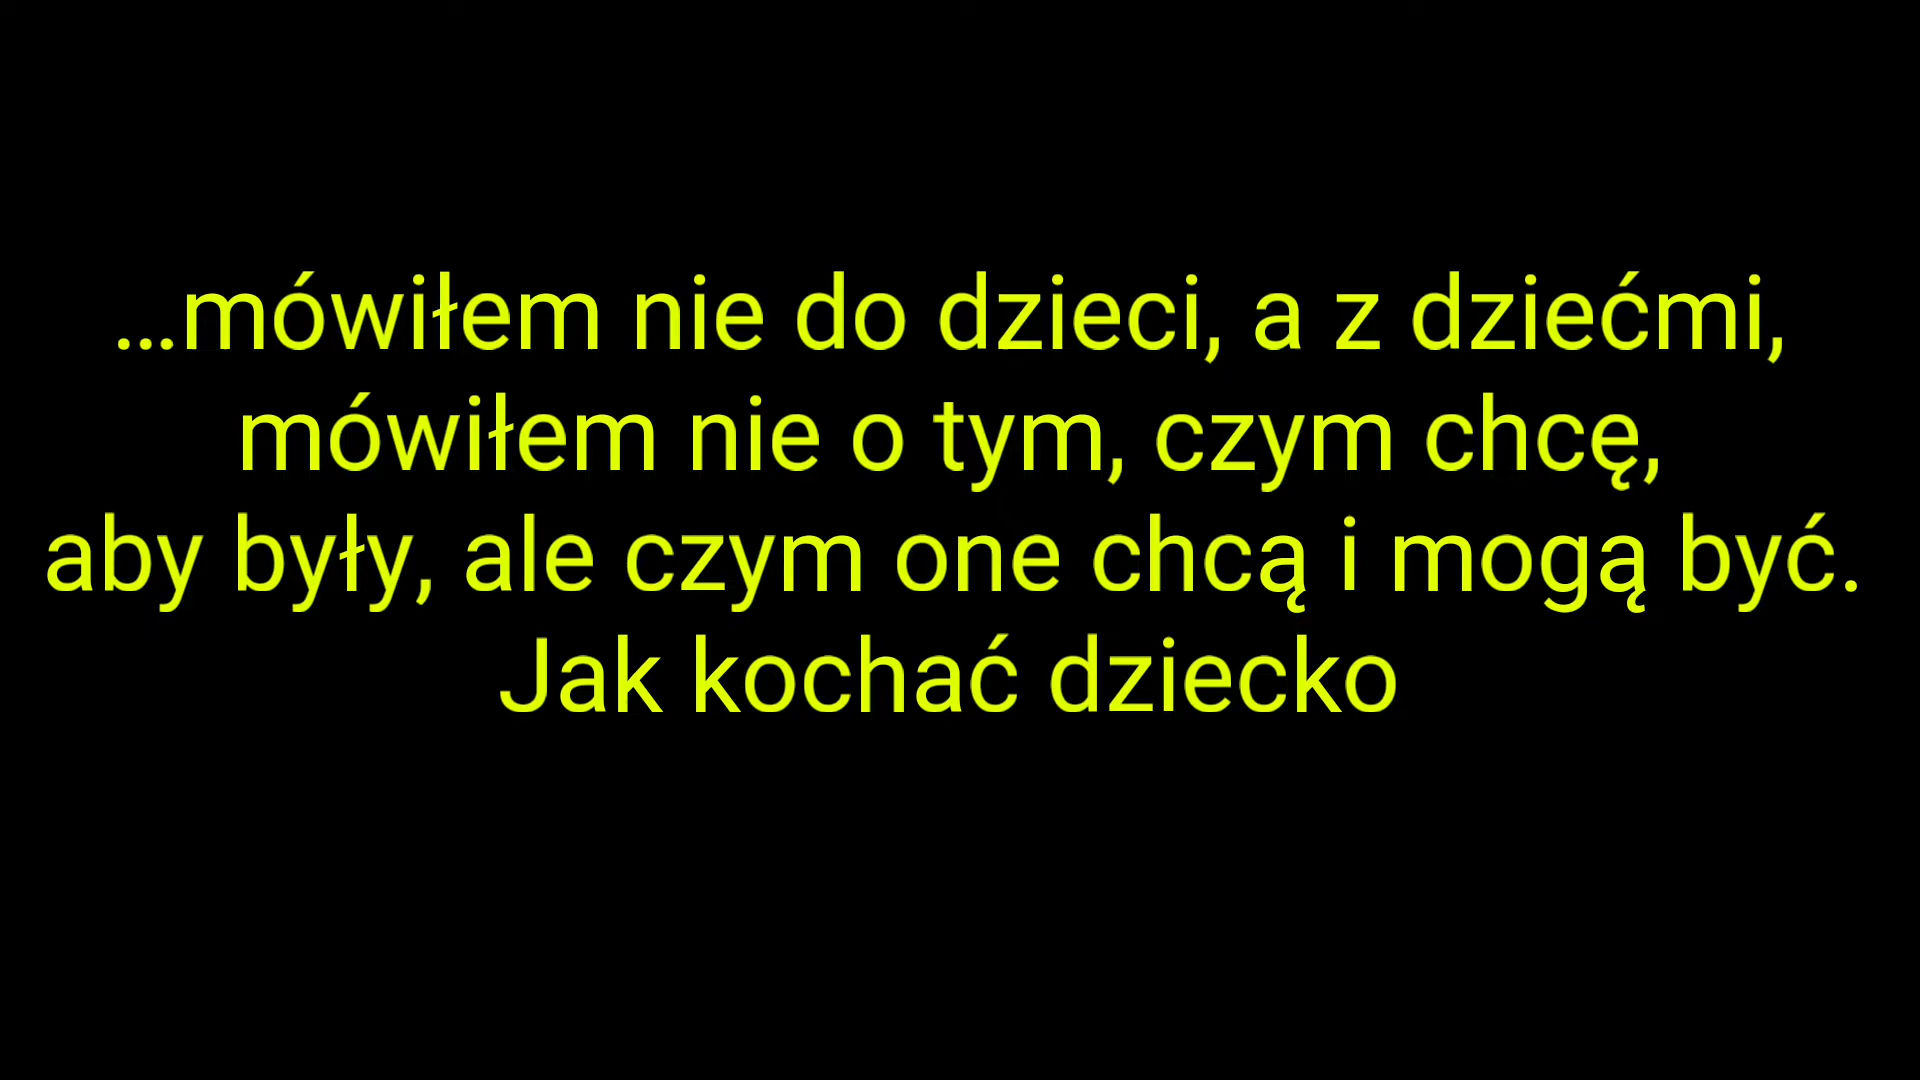 …mówiłem nie do dzieci, a z dziećmi,
mówiłem nie o tym, czym chcę,
aby były, ale czym one chcą i mogą być.
Jak kochać dziecko